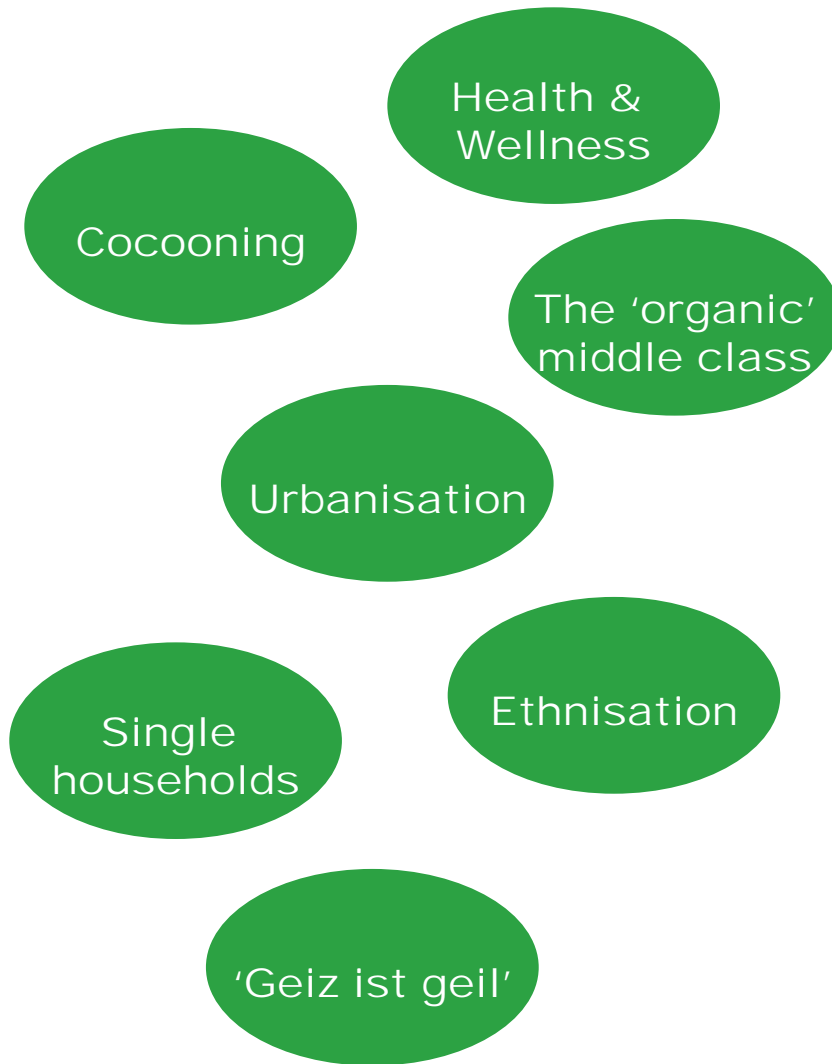 Health &
Wellness
Cocooning
The ‘organic’
middle class
Urbanisation
Ethnisation
Single
households
‘Geiz ist geil’